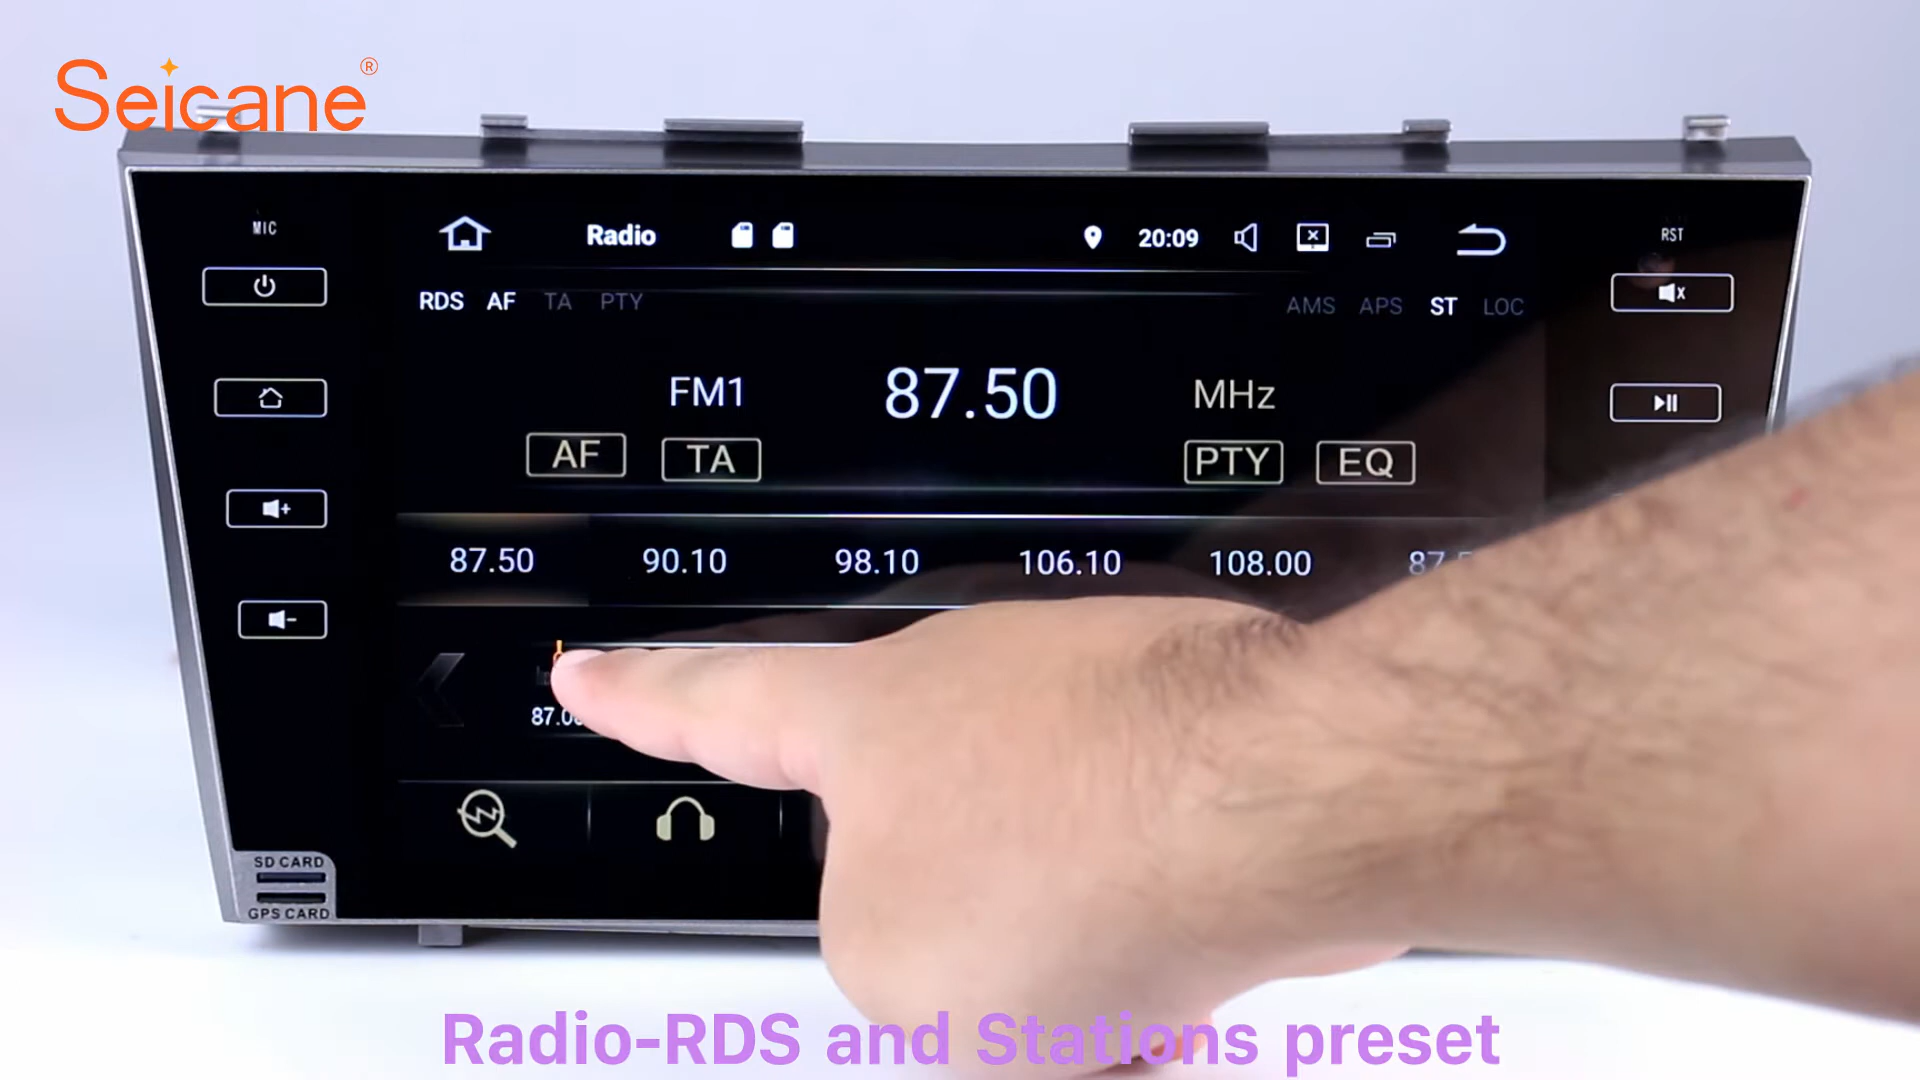 Seicane®
MIC
Radio
20:09
RST
RDS AF TA PTY
AMS APS ST LOC
FM1 87.50 MHz
AF TA PTY EQ
87.50 90.10 98.10 106.10 108.00
SD CARD
GPS CARD
Radio-RDS and Stations preset